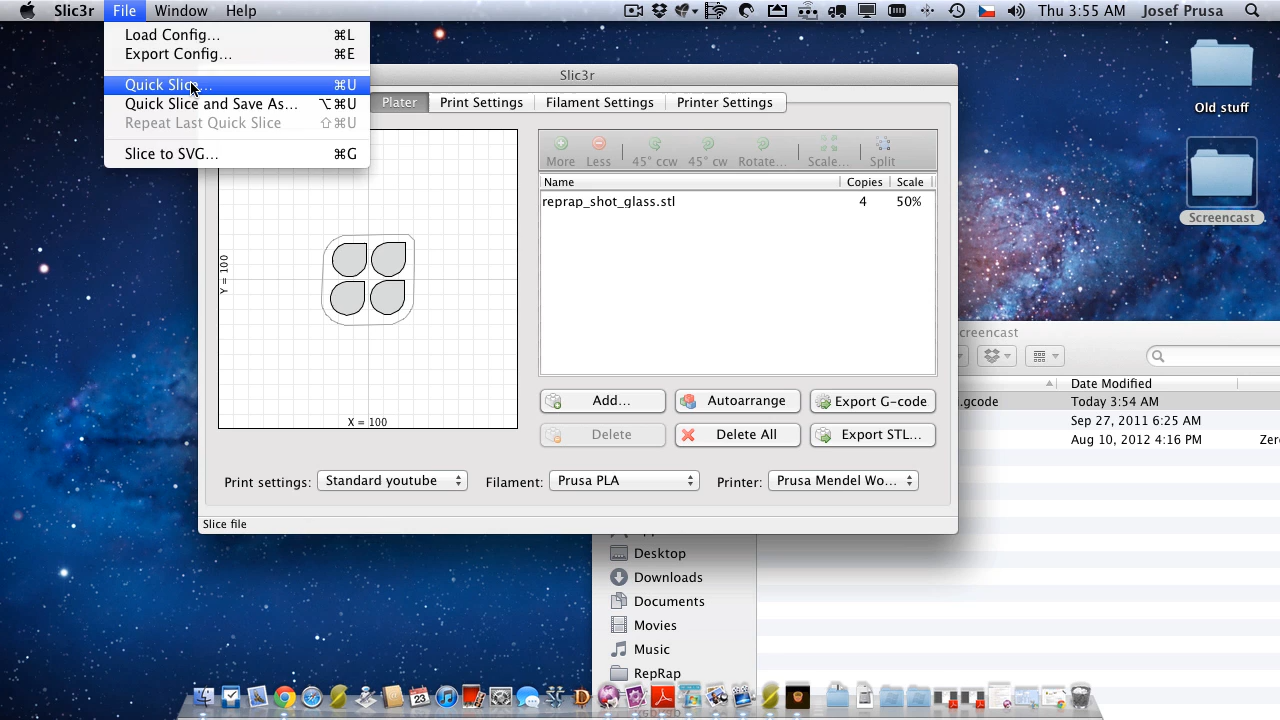 Slic3r File Window Help Thu 3:55 AM Josef Prusa
Load Config... ⌘L
Export Config... ⌘E
Quick Slice... ⌘U
Quick Slice and Save As... ⌥⌘U
Repeat Last Quick Slice ⇧⌘U
Slice to SVG... ⌘G
Slic3r
Plater Print Settings Filament Settings Printer Settings
More Less 45° ccw 45° cw Rotate... Scale... Split
Name Copies Scale
reprap_shot_glass.stl 4 50%
Y = 100
X = 100
Add... Autoarrange Export G-code
Delete Delete All Export STL...
Print settings: Standard youtube Filament: Prusa PLA Printer: Prusa Mendel Wo...
Slice file
Old stuff
Screencast
creencast
Date Modified
.gcode Today 3:54 AM
Sep 27, 2011 6:25 AM
Aug 10, 2012 4:16 PM Zer
Desktop
Downloads
Documents
Movies
Music
RepRap
23